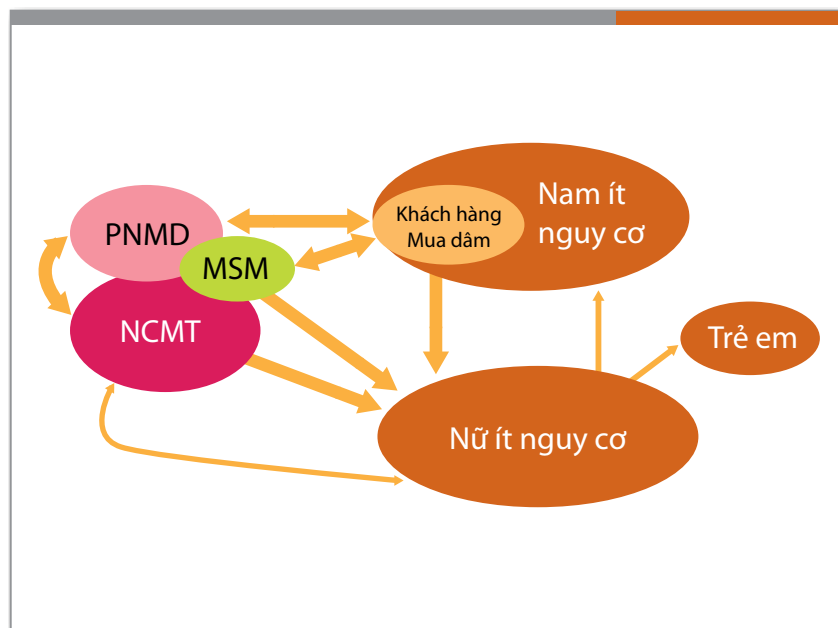 PNMD
MSM
NCMT
Khách hàng
Mua dâm
Nam ít
nguy cơ
Trẻ em
Nữ ít nguy cơ